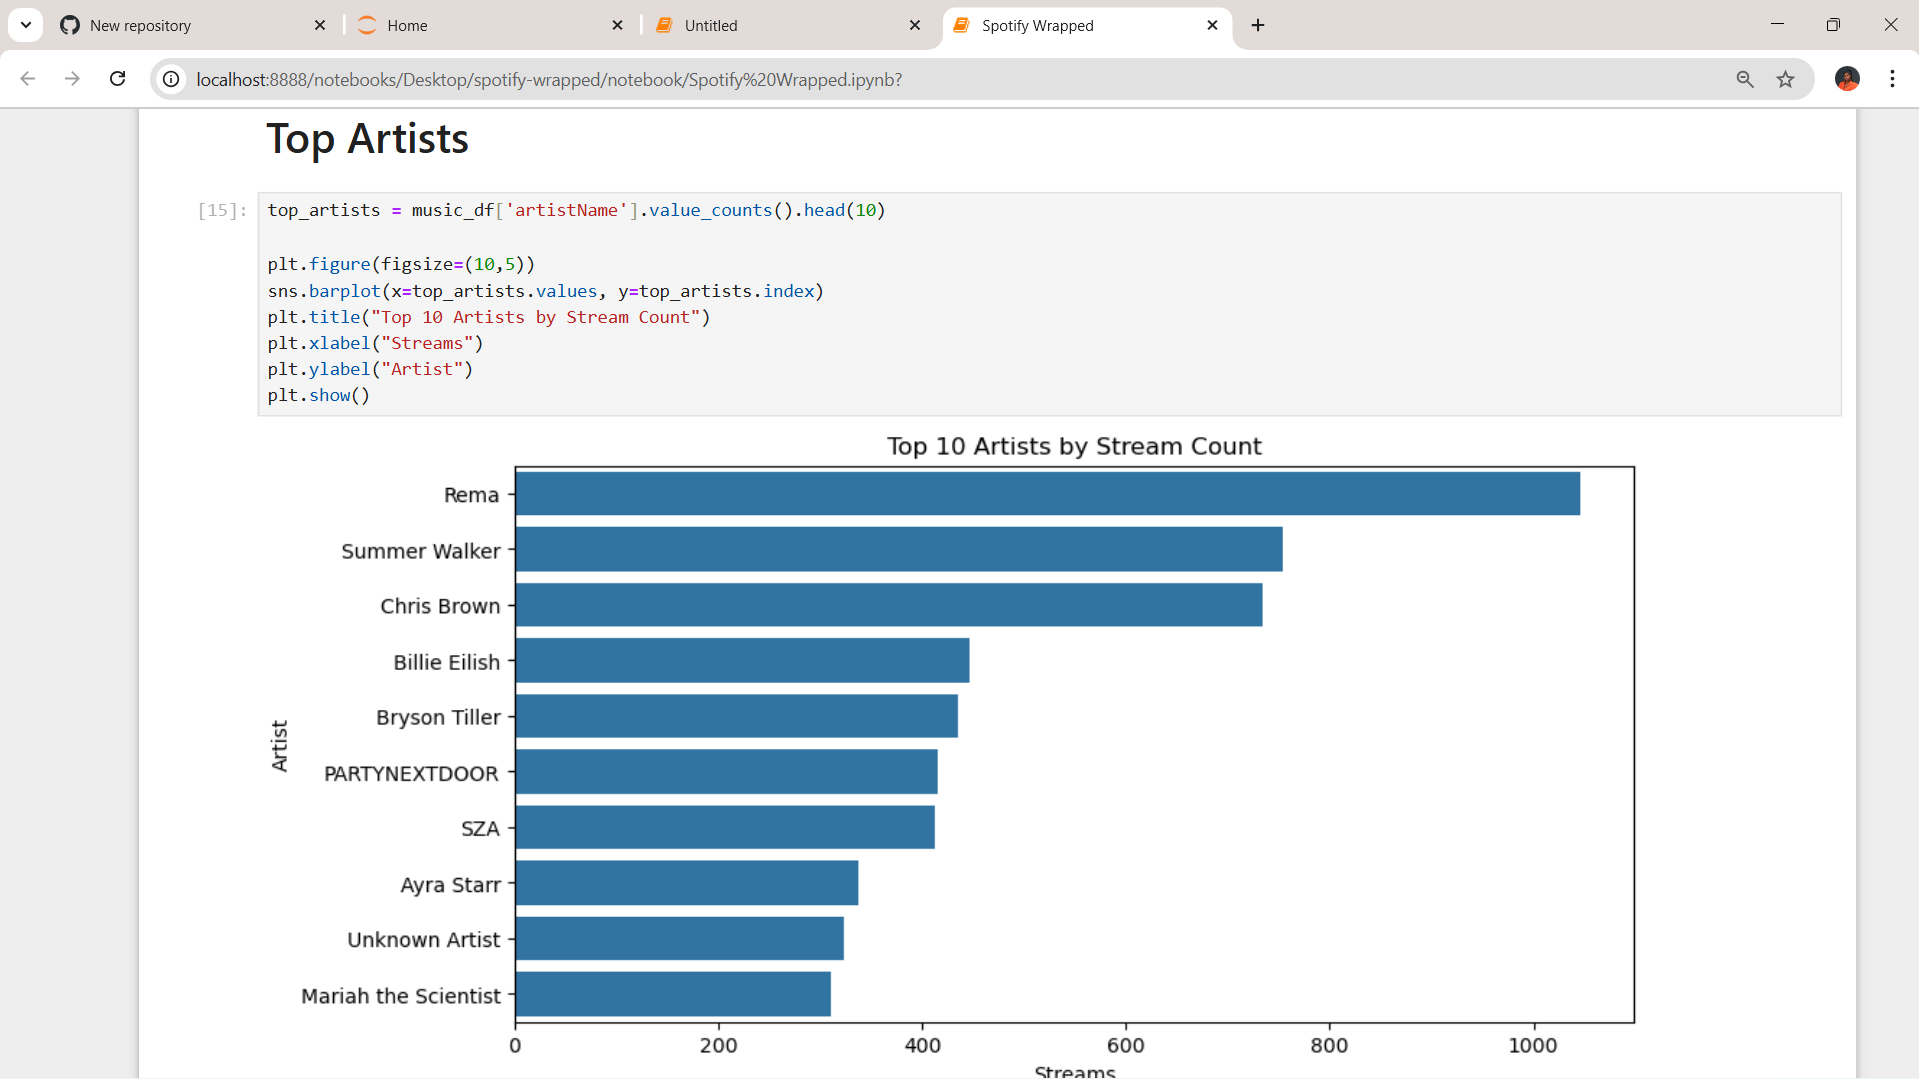 New repository
Home
Untitled
Spotify Wrapped
localhost:8888/notebooks/Desktop/spotify-wrapped/notebook/Spotify%20Wrapped.ipynb?
Top Artists
[15]:
top_artists = music_df['artistName'].value_counts().head(10)
plt.figure(figsize=(10,5))
sns.barplot(x=top_artists.values, y=top_artists.index)
plt.title("Top 10 Artists by Stream Count")
plt.xlabel("Streams")
plt.ylabel("Artist")
plt.show()
Top 10 Artists by Stream Count
Rema
Summer Walker
Chris Brown
Billie Eilish
Bryson Tiller
PARTYNEXTDOOR
SZA
Ayra Starr
Unknown Artist
Mariah the Scientist
Artist
0 200 400 600 800 1000
Streams